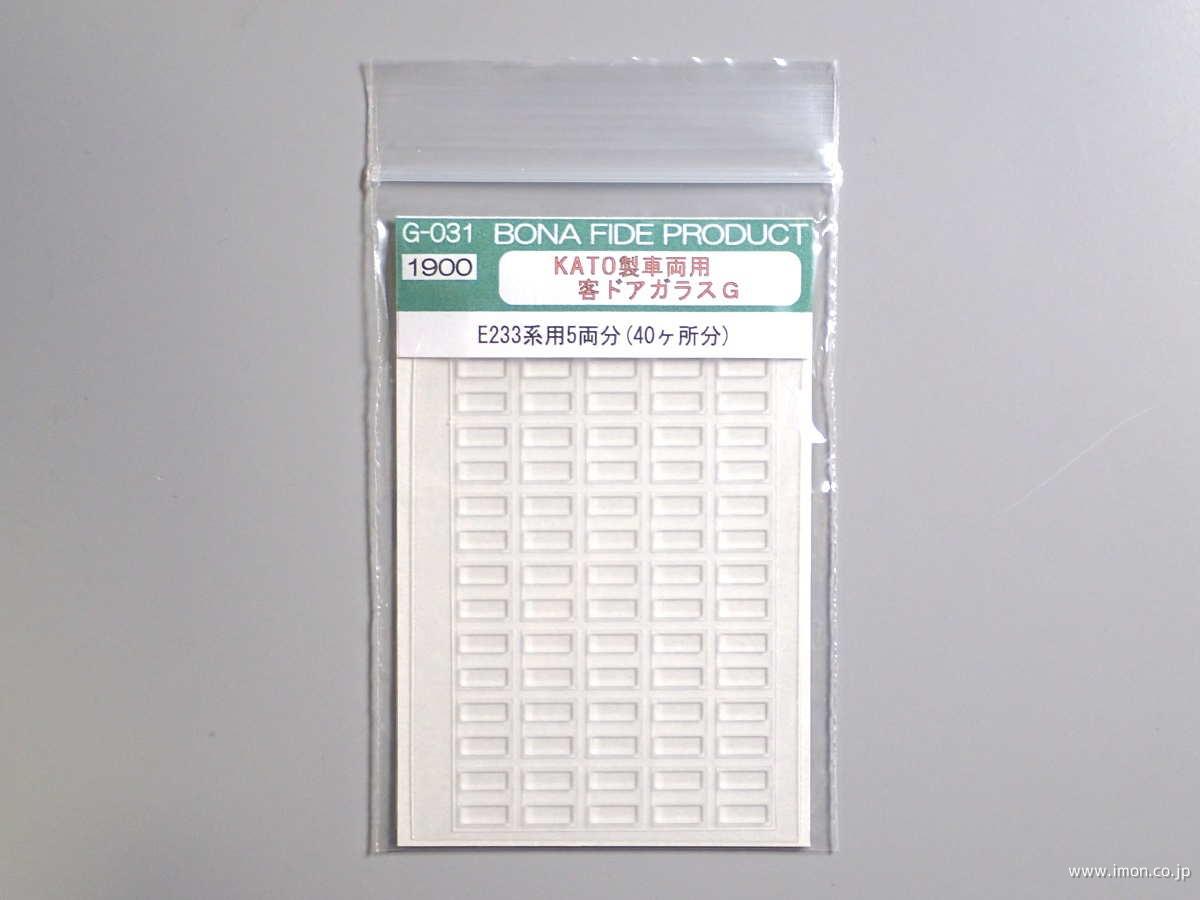 G-031 BONA FIDE PRODUCT
1900
KATO製車両用
客ドアガラスG
E233系用5両分(40ヶ所分)
www.imon.co.jp